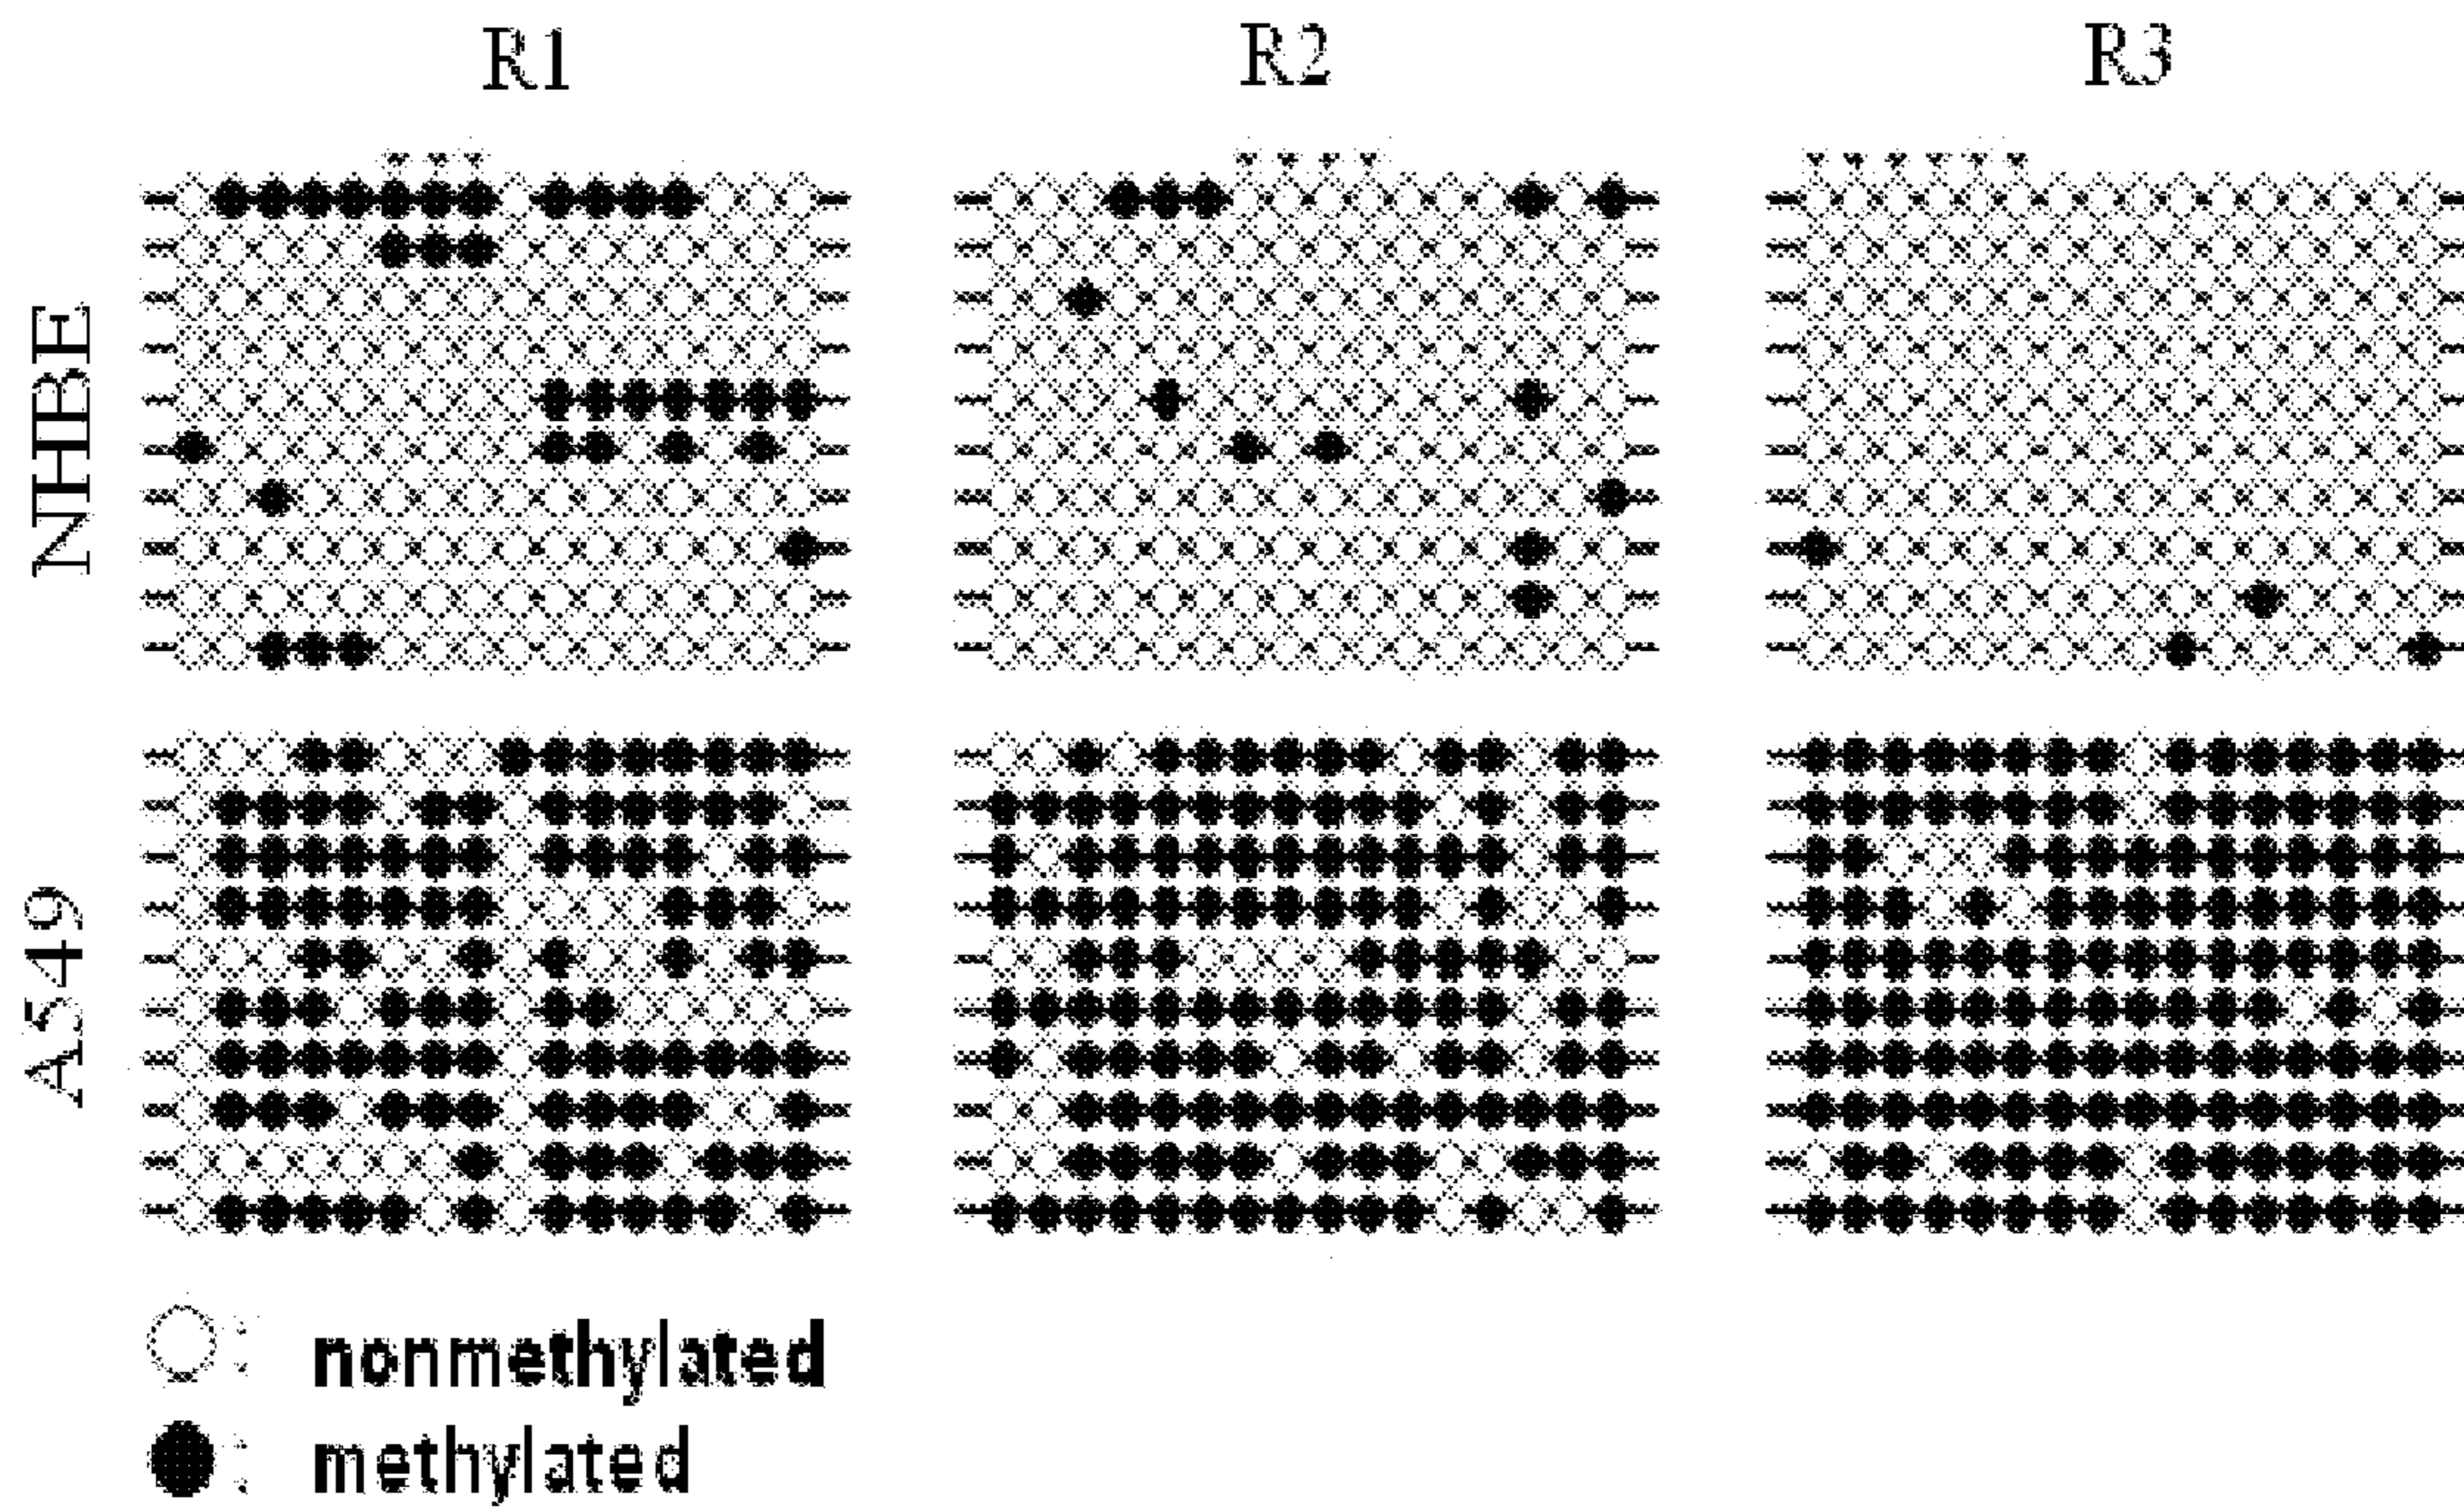 R1 R2 R3
NHBE
A549
: nonmethylated
: methylated